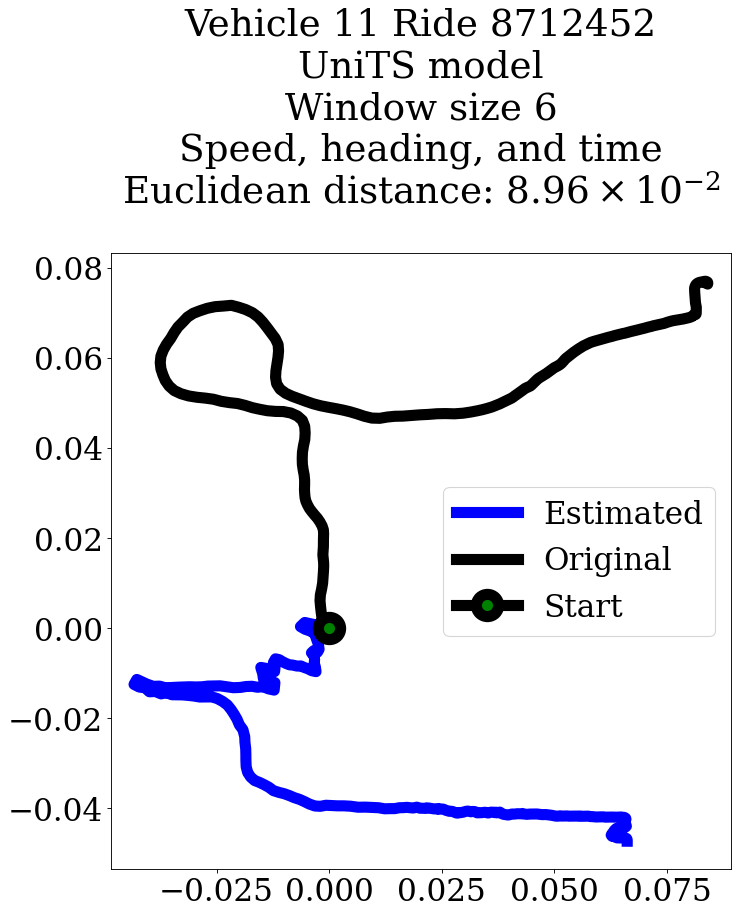 Vehicle 11 Ride 8712452
UniTS model
Window size 6
Speed, heading, and time
Euclidean distance: 8.96 × 10⁻²
0.08
0.06
0.04
0.02
0.00
−0.02
−0.04
Estimated
Original
Start
−0.025 0.000 0.025 0.050 0.075